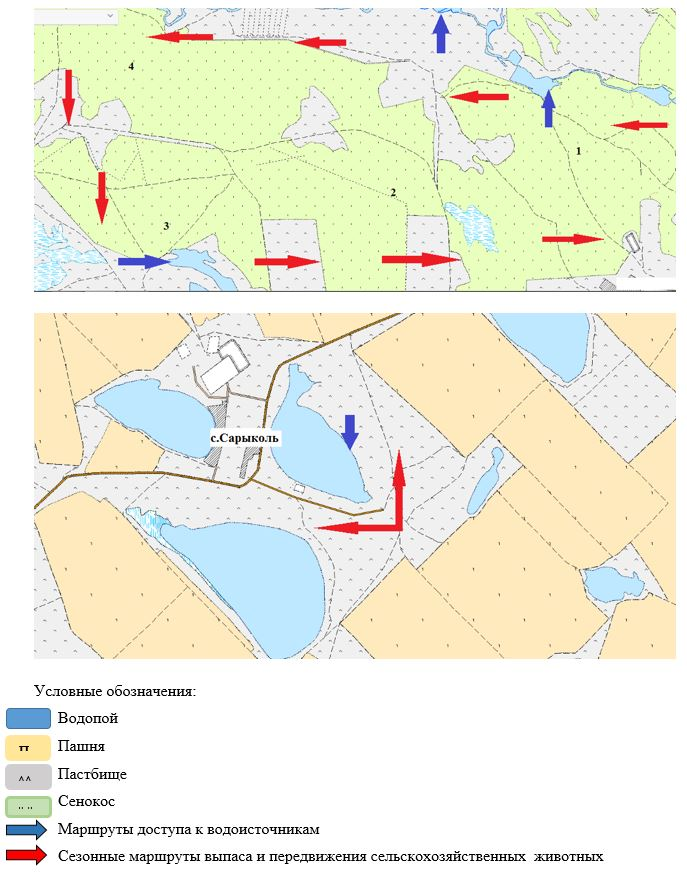 4
1
2
3
с.Сарыколь
Условные обозначения:
Водопой
Пашня
Пастбище
Сенокос
Маршруты доступа к водоисточникам
Сезонные маршруты выпаса и передвижения сельскохозяйственных животных